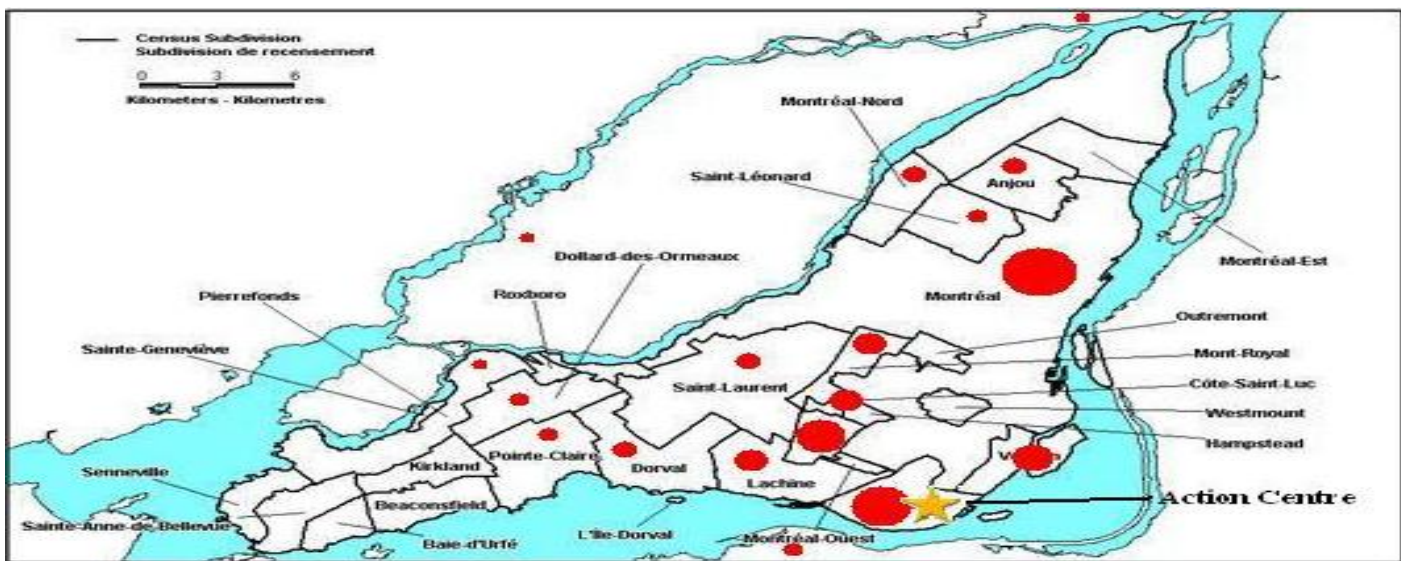 Census Subdivision
Subdivision de recensement
0 3 6
Kilometers - Kilometres
Montréal-Nord
Saint-Léonard
Anjou
Montréal-Est
Dollard-des-Ormeaux
Roxboro
Pierrefonds
Sainte-Geneviève
Montréal
Outremont
Mont-Royal
Saint-Laurent
Côte-Saint-Luc
Westmount
Hampstead
Senneville
Kirkland
Pointe-Claire
Dorval
Lachine
Beaconsfield
Sainte-Anne-de-Bellevue
Baie-d'Urfé
L'Île-Dorval
Montréal-Ouest
Action Centre